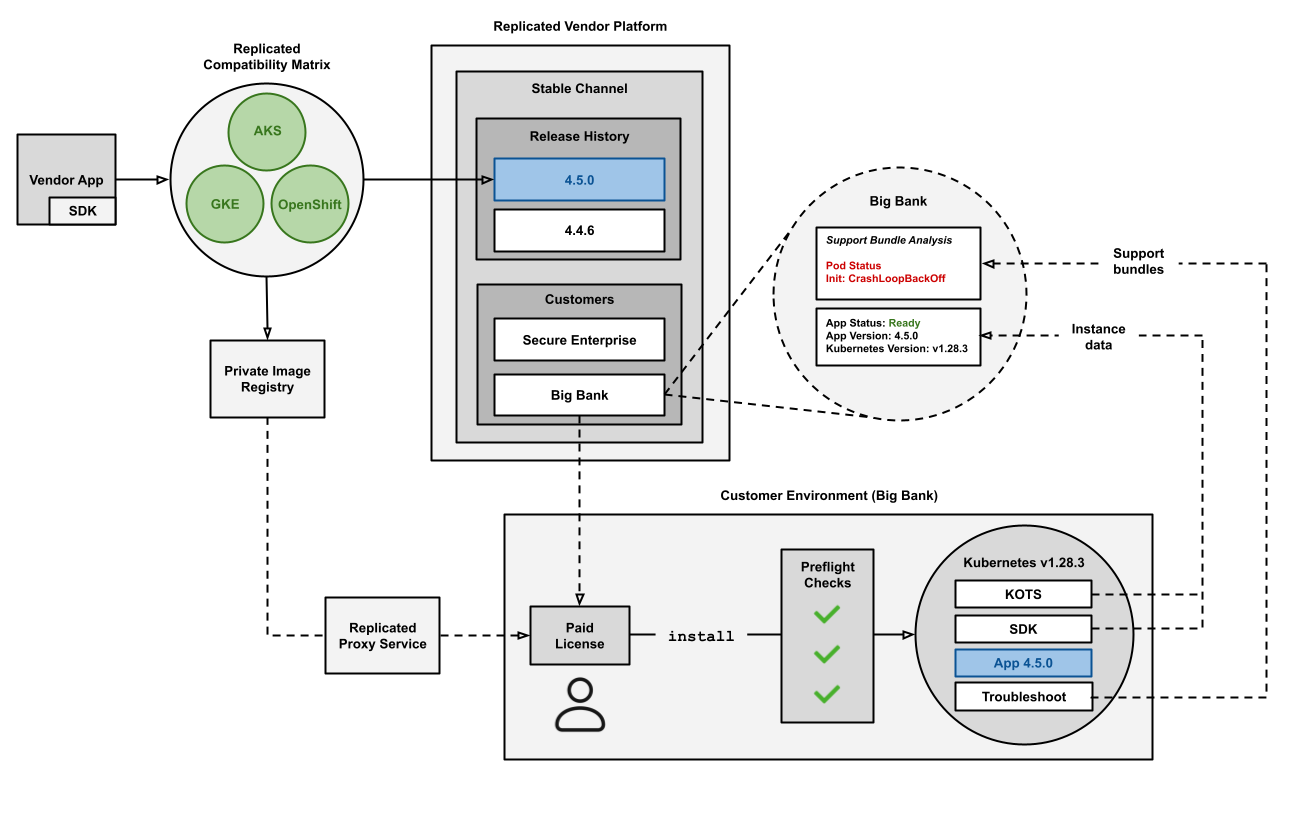 Replicated Vendor Platform
Replicated
Compatibility Matrix
AKS
GKE
OpenShift
Vendor App
SDK
Stable Channel
Release History
4.5.0
4.4.6
Customers
Secure Enterprise
Big Bank
Private Image
Registry
Big Bank
Support Bundle Analysis
Pod Status
Init: CrashLoopBackOff
App Status: Ready
App Version: 4.5.0
Kubernetes Version: v1.28.3
Support
bundles
Instance
data
Customer Environment (Big Bank)
Replicated
Proxy Service
Paid
License
install
Preflight
Checks
Kubernetes v1.28.3
KOTS
SDK
App 4.5.0
Troubleshoot